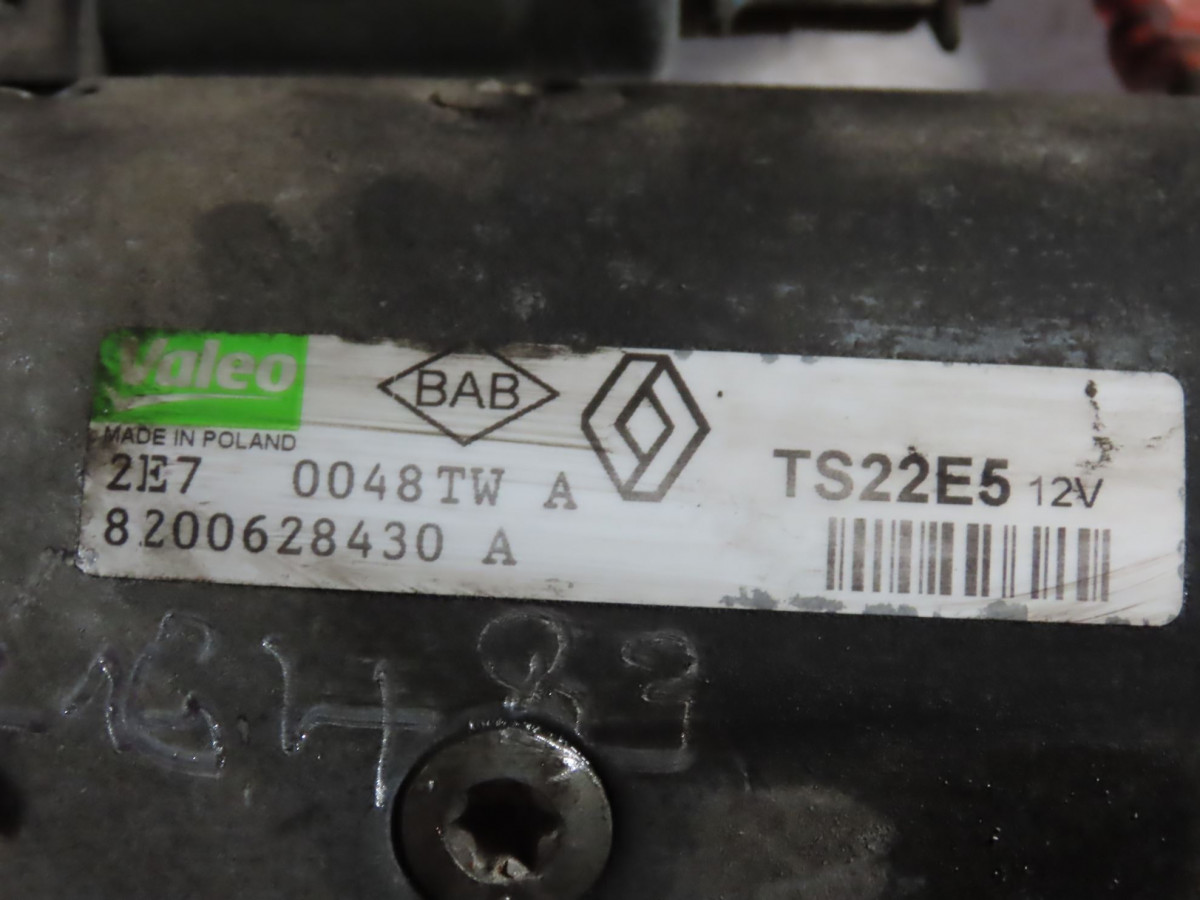 Valeo
BAB
MADE IN POLAND
2E7 0048TW A
8200628430 A
TS22E5 12V